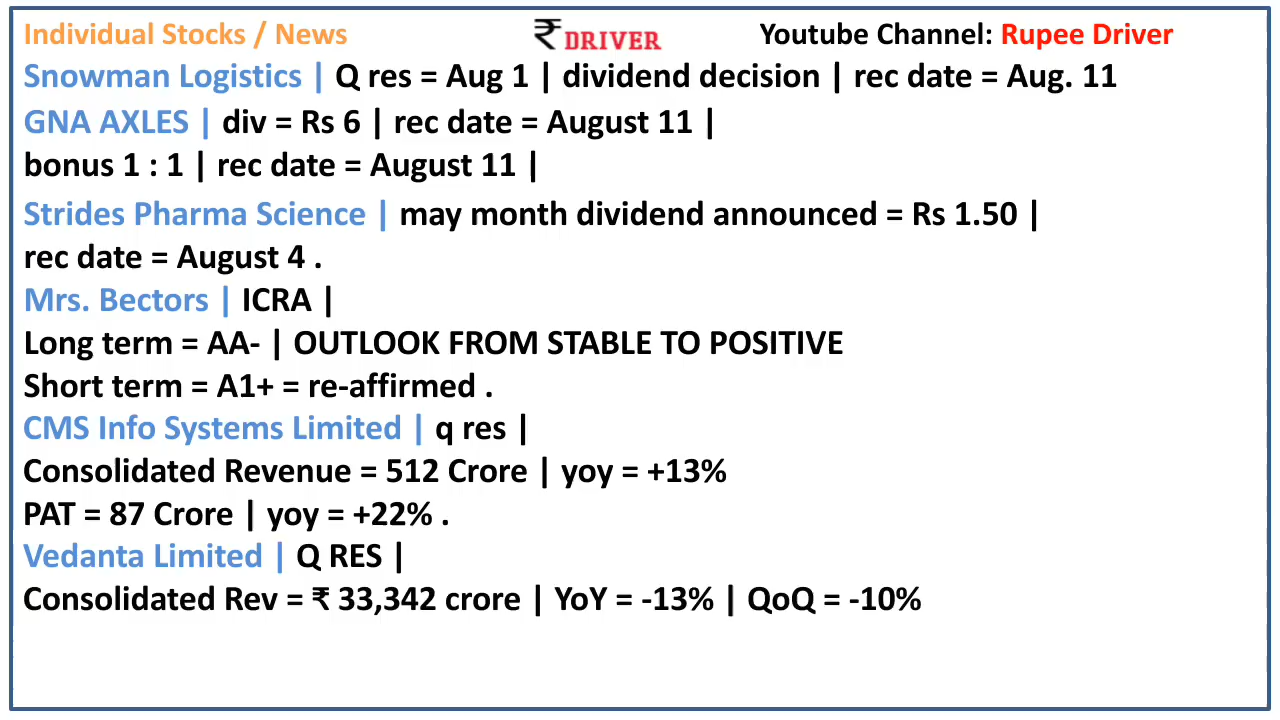 Individual Stocks / News
₹ DRIVER
Youtube Channel: Rupee Driver
Snowman Logistics | Q res = Aug 1 | dividend decision | rec date = Aug. 11
GNA AXLES | div = Rs 6 | rec date = August 11 |
bonus 1 : 1 | rec date = August 11 |
Strides Pharma Science | may month dividend announced = Rs 1.50 |
rec date = August 4 .
Mrs. Bectors | ICRA |
Long term = AA- | OUTLOOK FROM STABLE TO POSITIVE
Short term = A1+ = re-affirmed .
CMS Info Systems Limited | q res |
Consolidated Revenue = 512 Crore | yoy = +13%
PAT = 87 Crore | yoy = +22% .
Vedanta Limited | Q RES |
Consolidated Rev = ₹ 33,342 crore | YoY = -13% | QoQ = -10%